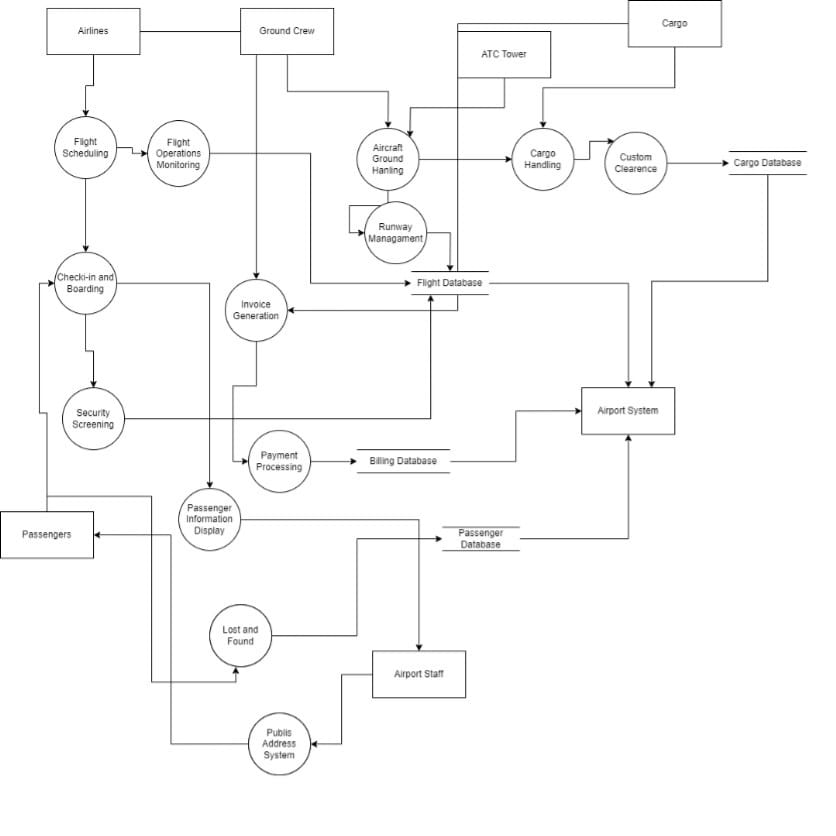 Airlines
Ground Crew
Cargo
ATC Tower
Flight
Scheduling
Flight
Operations
Monitoring
Aircraft
Ground
Hanling
Cargo
Handling
Custom
Clearence
Cargo Database
Runway
Managament
Checki-in and
Boarding
Invoice
Generation
Flight Database
Security
Screening
Airport System
Payment
Processing
Billing Database
Passenger
Information
Display
Passengers
Passenger
Database
Lost and
Found
Airport Staff
Publis
Address
System